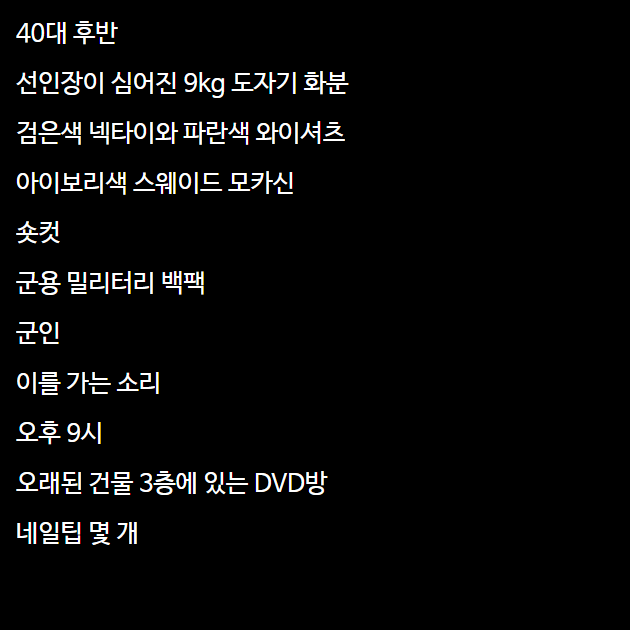 40대 후반
선인장이 심어진 9kg 도자기 화분
검은색 넥타이와 파란색 와이셔츠
아이보리색 스웨이드 모카신
숏컷
군용 밀리터리 백팩
군인
이를 가는 소리
오후 9시
오래된 건물 3층에 있는 DVD방
네일팁 몇 개